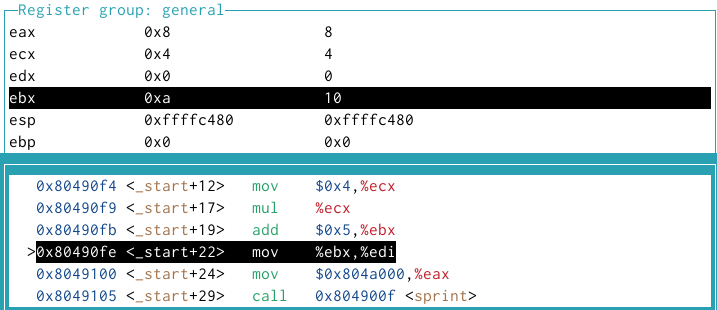 Register group: general
eax 0x8 8
ecx 0x4 4
edx 0x0 0
ebx 0xa 10
esp 0xffffc480 0xffffc480
ebp 0x0 0x0
0x80490f4 <_start+12> mov $0x4,%ecx
0x80490f9 <_start+17> mul %ecx
0x80490fb <_start+19> add $0x5,%ebx
>0x80490fe <_start+22> mov %ebx,%edi
0x8049100 <_start+24> mov $0x804a000,%eax
0x8049105 <_start+29> call 0x804900f <sprint>